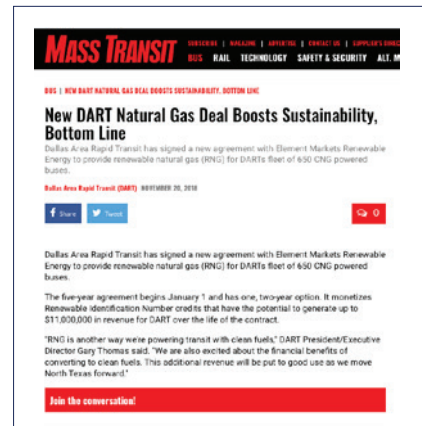 MASS TRANSIT
SUBSCRIBE | MAGAZINE | ADVERTISE | CONTACT US | SUPPLIER'S DIREC
BUS RAIL TECHNOLOGY SAFETY & SECURITY ALT. M
BUS | NEW DART NATURAL GAS DEAL BOOSTS SUSTAINABILITY, BOTTOM LINE
New DART Natural Gas Deal Boosts Sustainability,
Bottom Line
Dallas Area Rapid Transit has signed a new agreement with Element Markets Renewable
Energy to provide renewable natural gas (RNG) for DARTs fleet of 650 CNG powered
buses.
Dallas Area Rapid Transit (DART) NOVEMBER 20, 2018
f Share Tweet 0
Dallas Area Rapid Transit has signed a new agreement with Element Markets Renewable
Energy to provide renewable natural gas (RNG) for DARTs fleet of 650 CNG powered
buses.
The five-year agreement begins January 1 and has one, two-year option. It monetizes
Renewable Identification Number credits that have the potential to generate up to
$11,000,000 in revenue for DART over the life of the contract.
"RNG is another way we're powering transit with clean fuels," DART President/Executive
Director Gary Thomas said. "We are also excited about the financial benefits of
converting to clean fuels. This additional revenue will be put to good use as we move
North Texas forward."
Join the conversation!